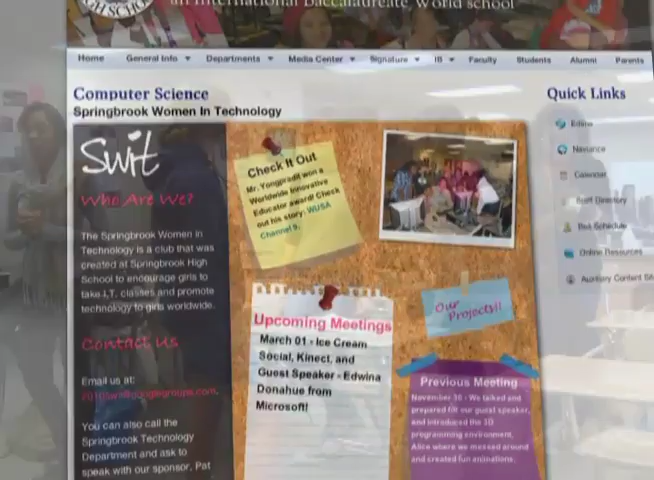 an International Baccalaureate World school
Home General Info Departments Media Center Signature IB Faculty Students Alumni Parents
Computer Science
Springbrook Women In Technology
Quick Links
Edline
Naviance
Calendar
Staff Directory
Bell Schedule
Online Resources
Auxiliary Content
Swit
Who Are We?
The Springbrook Women in
Technology is a club that was
created at Springbrook High
School to encourage girls to
take I.T. classes and promote
technology to girls worldwide.
Contact Us
Email us at:
You can also call the
Springbrook Technology
Department and ask to
speak with our sponsor, Pat
Check It Out
Mr. Yongpradit won a
Worldwide Innovative
Educator award! Check
out his story: WUSA
Channel 9.
Upcoming Meetings
March 01 - Ice Cream
Social, Kinect, and
Guest Speaker - Edwina
Donahue from
Microsoft!
Our
Projects!!
Previous Meeting
November 30 - We talked and
prepared for our guest speaker,
and introduced the 3D
programming environment,
Alice where we messed around
and created fun animations.